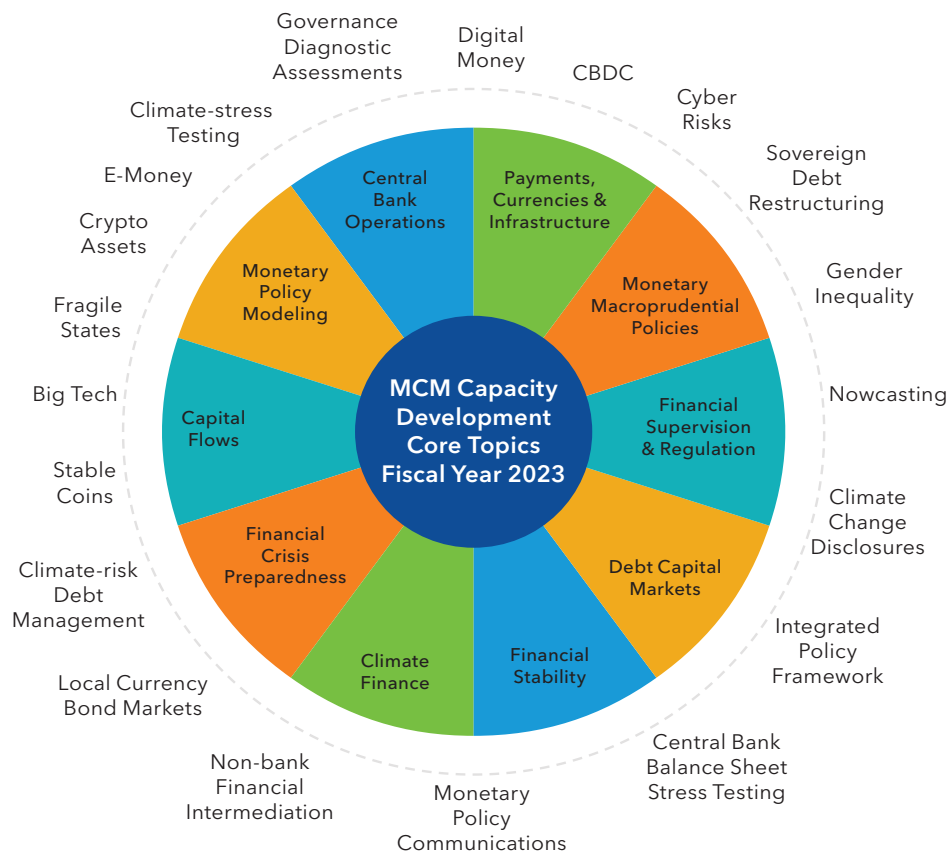 Governance
Diagnostic
Assessments
Digital
Money
CBDC
Cyber
Risks
Sovereign
Debt
Restructuring
Gender
Inequality
Nowcasting
Climate
Change
Disclosures
Integrated
Policy
Framework
Central Bank
Balance Sheet
Stress Testing
Monetary
Policy
Communications
Non-bank
Financial
Intermediation
Local Currency
Bond Markets
Climate-risk
Debt
Management
Stable
Coins
Big Tech
Fragile
States
Crypto
Assets
E-Money
Climate-stress
Testing
Central
Bank
Operations
Payments,
Currencies &
Infrastructure
Monetary
Macroprudential
Policies
Financial
Supervision
& Regulation
Debt Capital
Markets
Financial
Stability
Climate
Finance
Financial
Crisis
Preparedness
Capital
Flows
Monetary
Policy
Modeling
MCM Capacity
Development
Core Topics
Fiscal Year 2023